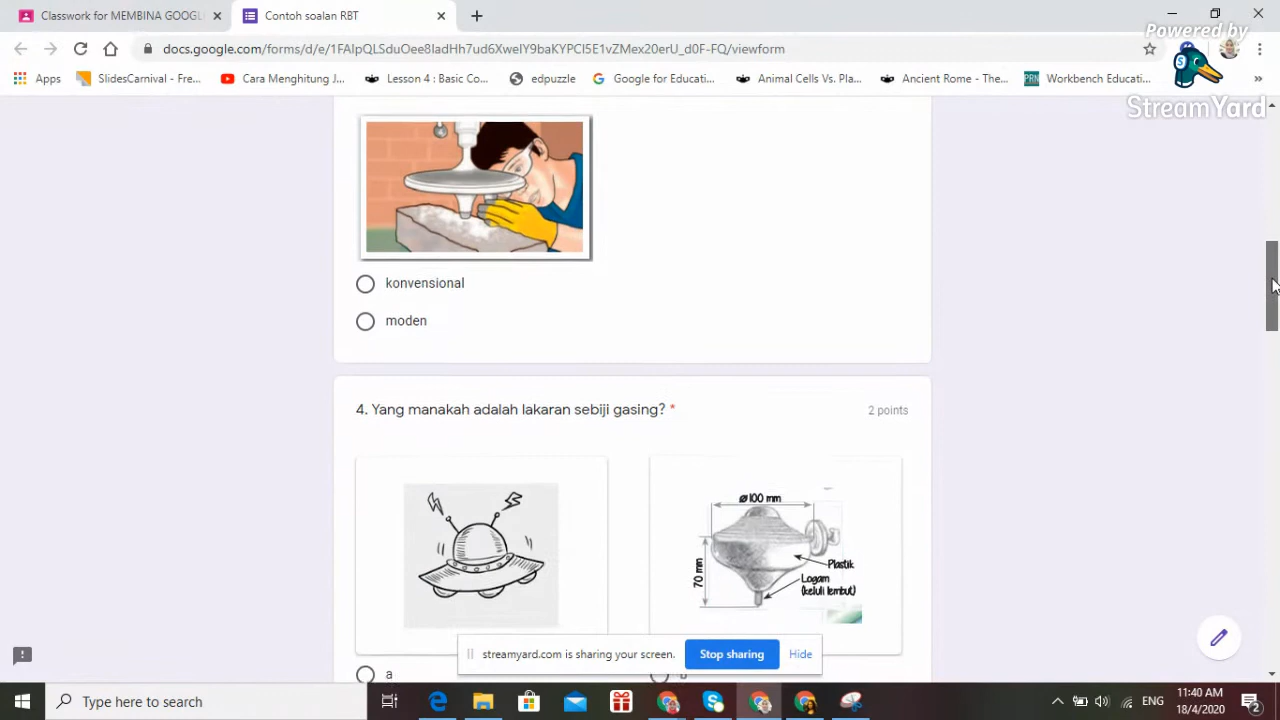 Classwork for MEMBINA GOOGL
Contoh soalan RBT
docs.google.com/forms/d/e/1FAIpQLSduOee8IadHh7ud6XweIY9baKYPCI5E1vZMex20erU_d0F-FQ/viewform
Powered by
StreamYard
Apps
SlidesCarnival - Fre...
Cara Menghitung J...
Lesson 4 : Basic Co...
edpuzzle
Google for Educati...
Animal Cells Vs. Pla...
Ancient Rome - The...
PRN
Workbench Educati...
konvensional
moden
4. Yang manakah adalah lakaran sebiji gasing? *
2 points
ø100 mm
70 mm
Plastik
Logam
(keluli lembut)
a
streamyard.com is sharing your screen.
Stop sharing
Hide
Type here to search
ENG
11:40 AM
18/4/2020
2